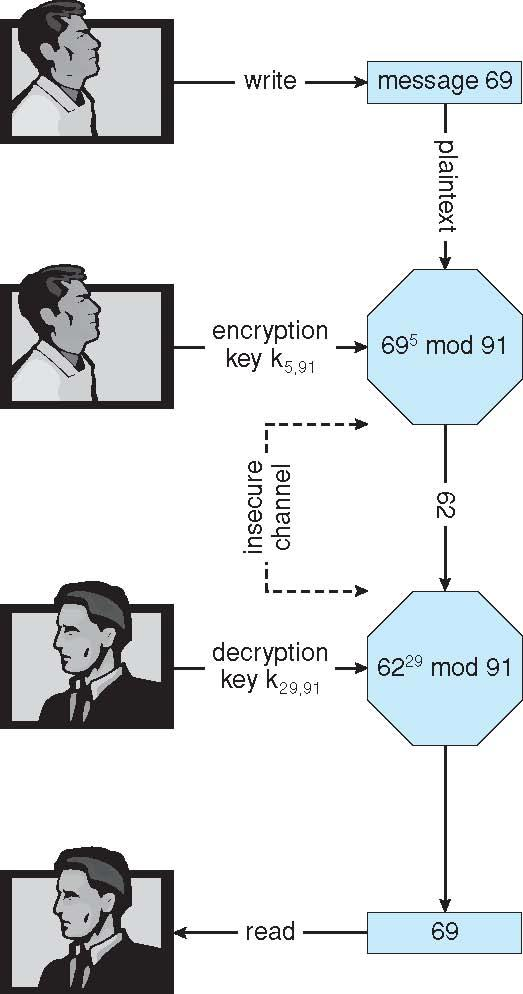 write
message 69
plaintext
encryption
key k₅,₉₁
69⁵ mod 91
insecure
channel
62
decryption
key k₂₉,₉₁
62²⁹ mod 91
read
69